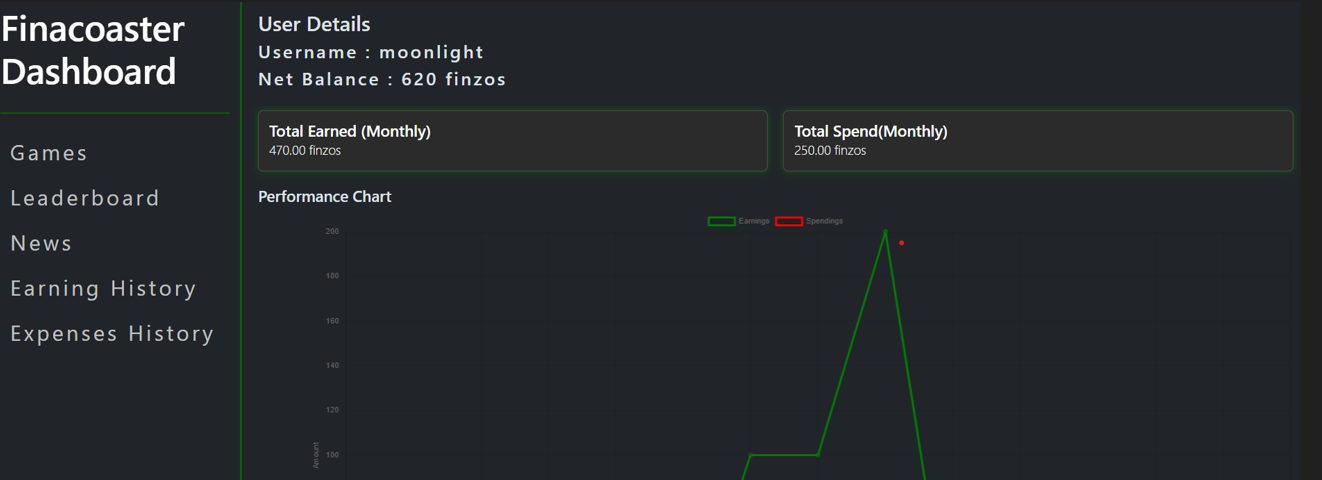 Finacoaster
Dashboard
Games
Leaderboard
News
Earning History
Expenses History
User Details
Username : moonlight
Net Balance : 620 finzos
Total Earned (Monthly)
470.00 finzos
Total Spend(Monthly)
250.00 finzos
Performance Chart
Earnings Spendings
200
180
160
140
120
100
Amount